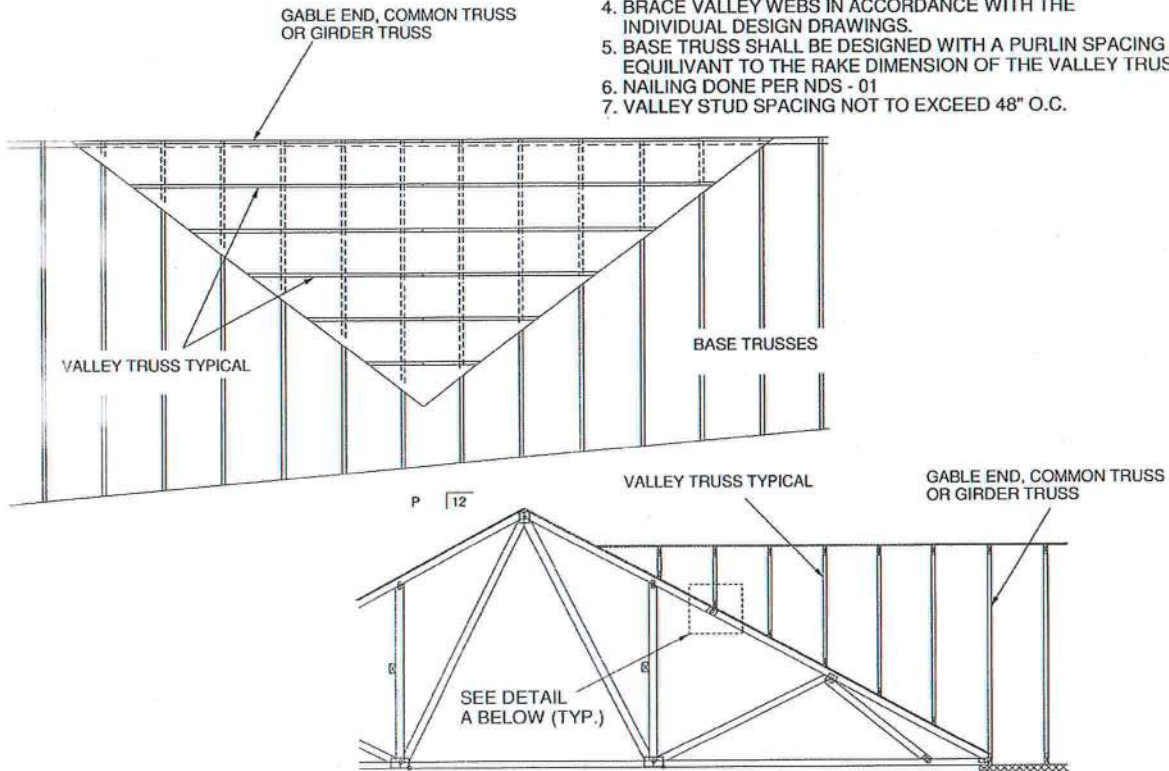 GABLE END, COMMON TRUSS
OR GIRDER TRUSS
4. BRACE VALLEY WEBS IN ACCORDANCE WITH THE
INDIVIDUAL DESIGN DRAWINGS.
5. BASE TRUSS SHALL BE DESIGNED WITH A PURLIN SPACING
EQUILIVANT TO THE RAKE DIMENSION OF THE VALLEY TRUS
6. NAILING DONE PER NDS - 01
7. VALLEY STUD SPACING NOT TO EXCEED 48" O.C.
VALLEY TRUSS TYPICAL
BASE TRUSSES
P 12
VALLEY TRUSS TYPICAL
GABLE END, COMMON TRUSS
OR GIRDER TRUSS
SEE DETAIL
A BELOW (TYP.)